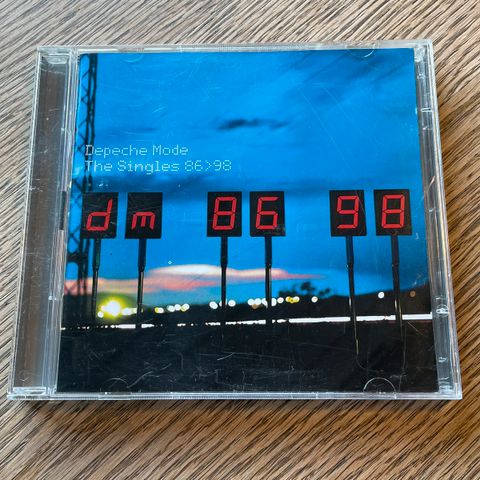 Depeche Mode
The Singles 86>98
dm 86 98